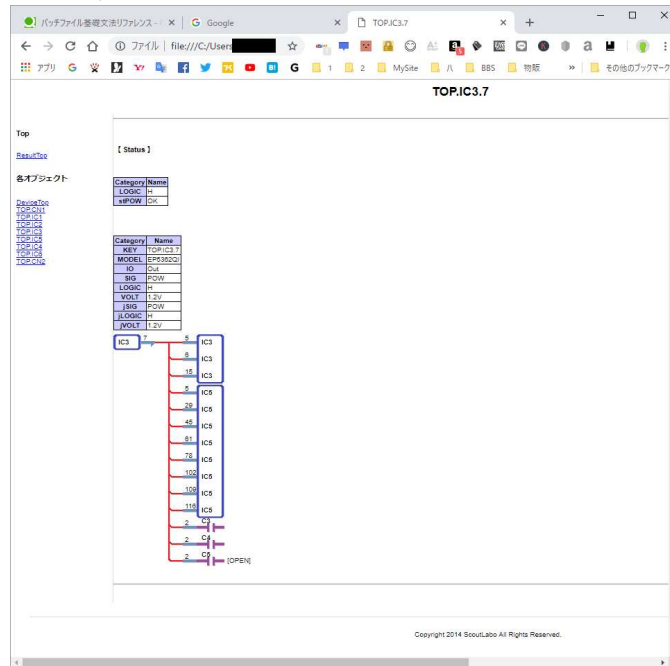 バッチファイル基礎文法リファレンス -
Google
TOP.IC3.7
ファイル | file:///C:/Users
アプリ
1
2
MySite
八
BBS
物販
»
その他のブックマーク
TOP.IC3.7
Top
ResultTop
各オブジェクト
DeviceTop
TOP.CN1
TOP.IC1
TOP.IC2
TOP.IC3
TOP.IC5
TOP.IC4
TOP.IC6
TOP.CN2
【 Status 】
Category Name
LOGIC H
stPOW OK
Category Name
KEY TOP.IC3.7
MODEL EP5362QI
IO Out
SIG POW
LOGIC H
VOLT 1.2V
jSIG POW
jLOGIC H
jVOLT 1.2V
IC3 7 5 IC3
6 IC3
15 IC3
5 IC5
29 IC5
46 IC5
61 IC5
78 IC5
102 IC5
109 IC5
116 IC5
2 C3
2 C4
2 C5 [OPEN]
Copyright 2014 ScoutLabo All Rights Reserved.